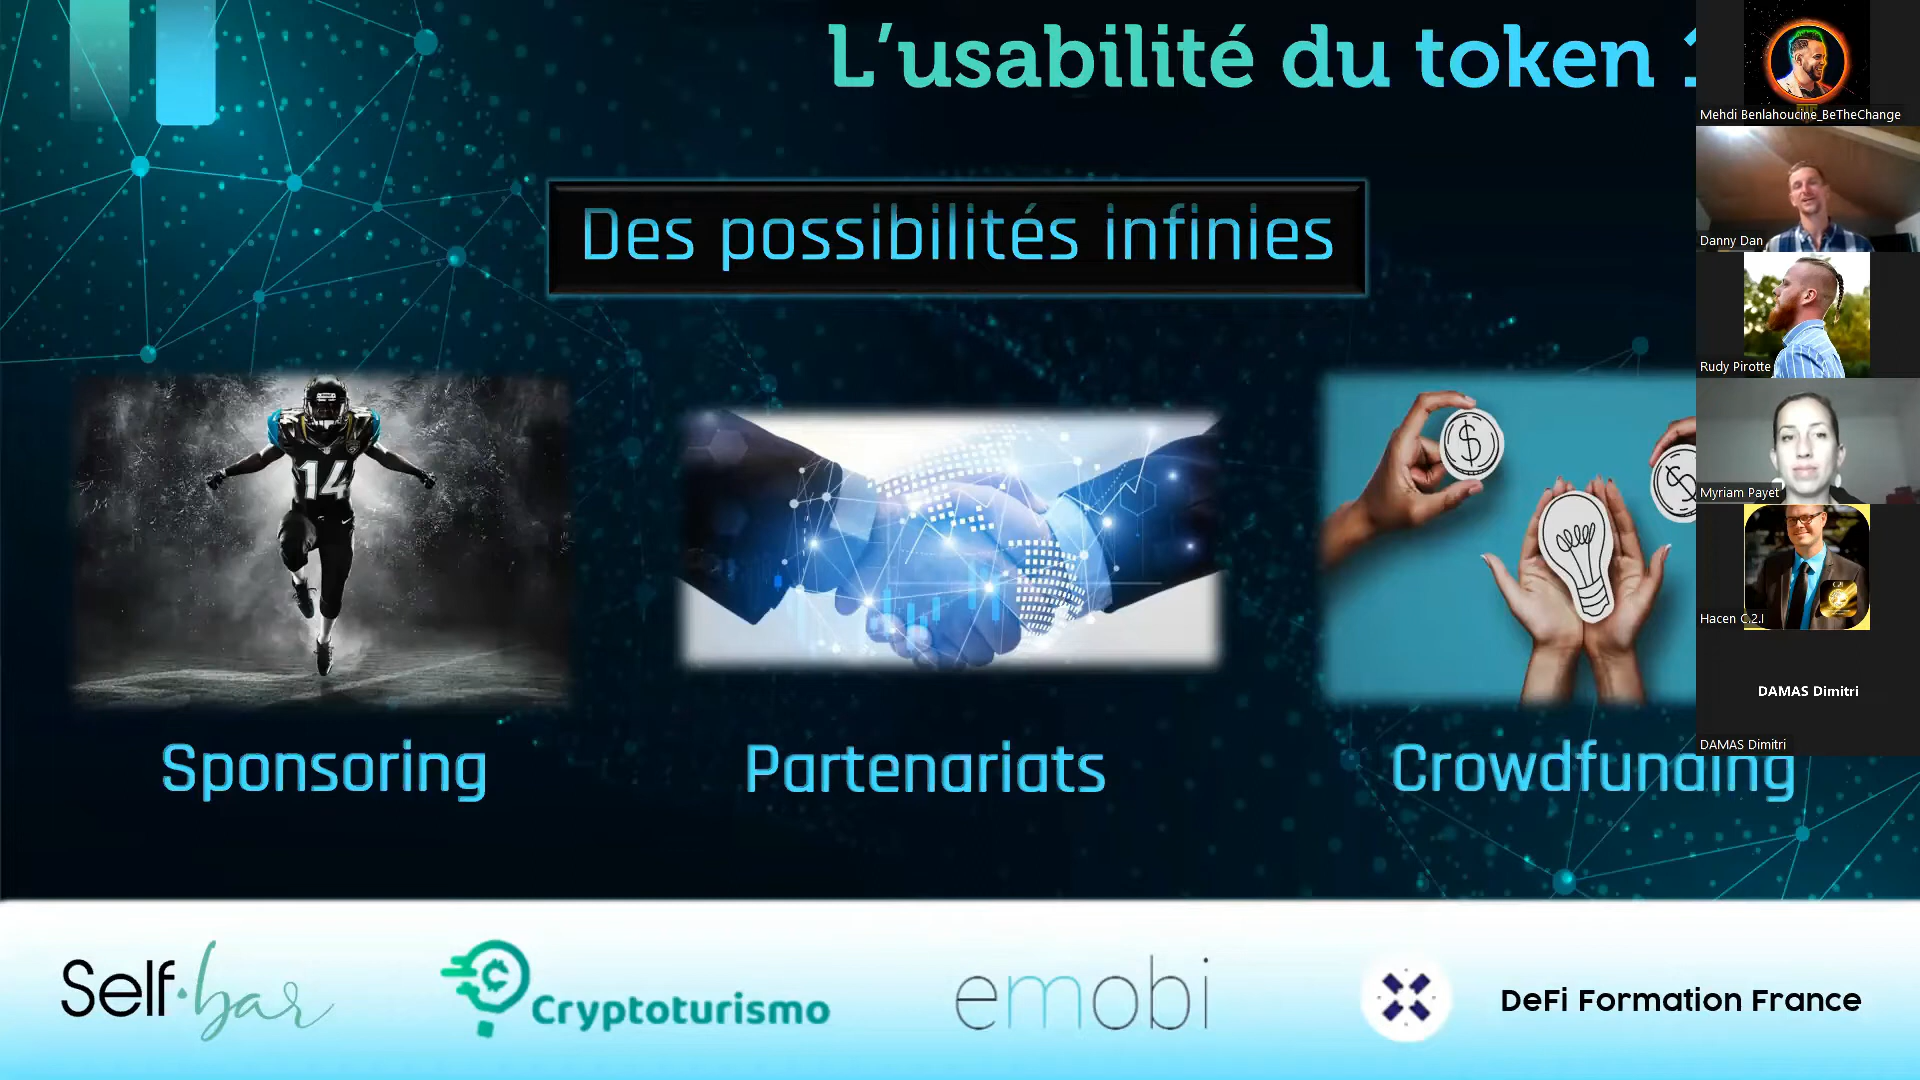 L'usabilité du token
Des possibilités infinies
14
Sponsoring
Partenariats
Crowdfunding
Self·bar
Cryptoturismo
emobi
DeFi Formation France
Mehdi Benlahoucine_BeTheChange
Danny Dan
Rudy Pirotte
Myriam Payet
Hacen C.2.I
DAMAS Dimitri
DAMAS Dimitri